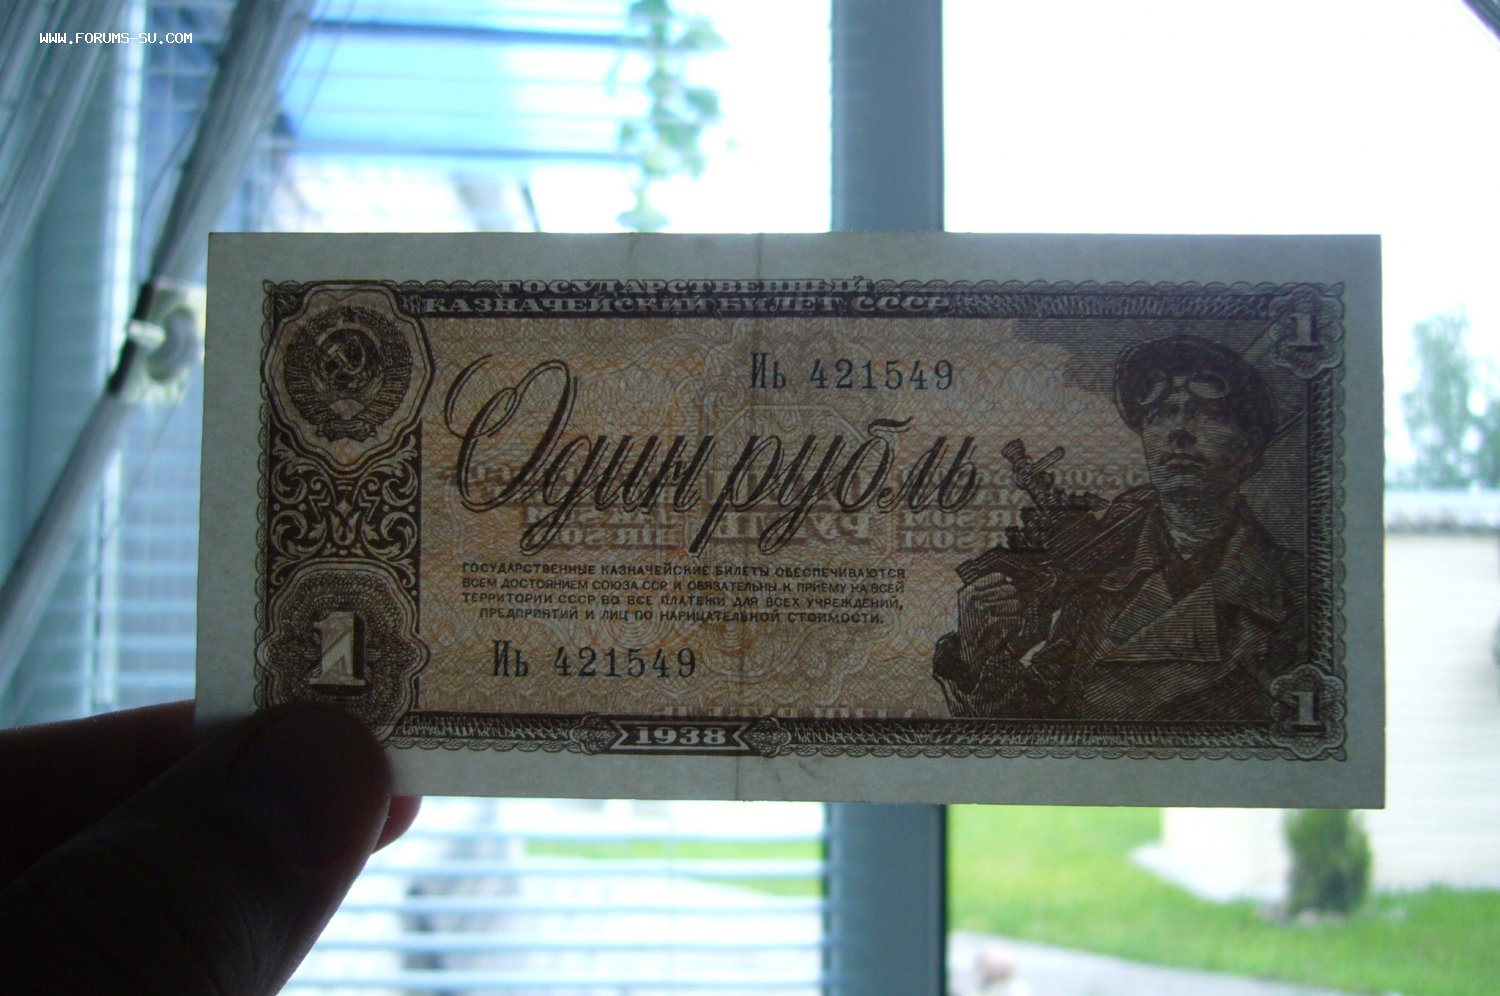 WWW.FORUMS-SU.COM
ГОСУДАРСТВЕННЫЙ
КАЗНАЧЕЙСКИЙ БИЛЕТ СССР
1
Иь 421549
Один рубль
ГОСУДАРСТВЕННЫЕ КАЗНАЧЕЙСКИЕ БИЛЕТЫ ОБЕСПЕЧИВАЮТСЯ
ВСЕМ ДОСТОЯНИЕМ СОЮЗА ССР И ОБЯЗАТЕЛЬНЫ К ПРИЕМУ НА ВСЕЙ
ТЕРРИТОРИИ СССР ВО ВСЕ ПЛАТЕЖИ ДЛЯ ВСЕХ УЧРЕЖДЕНИЙ,
ПРЕДПРИЯТИЙ И ЛИЦ ПО НАРИЦАТЕЛЬНОЙ СТОИМОСТИ.
1
Иь 421549
1
1938